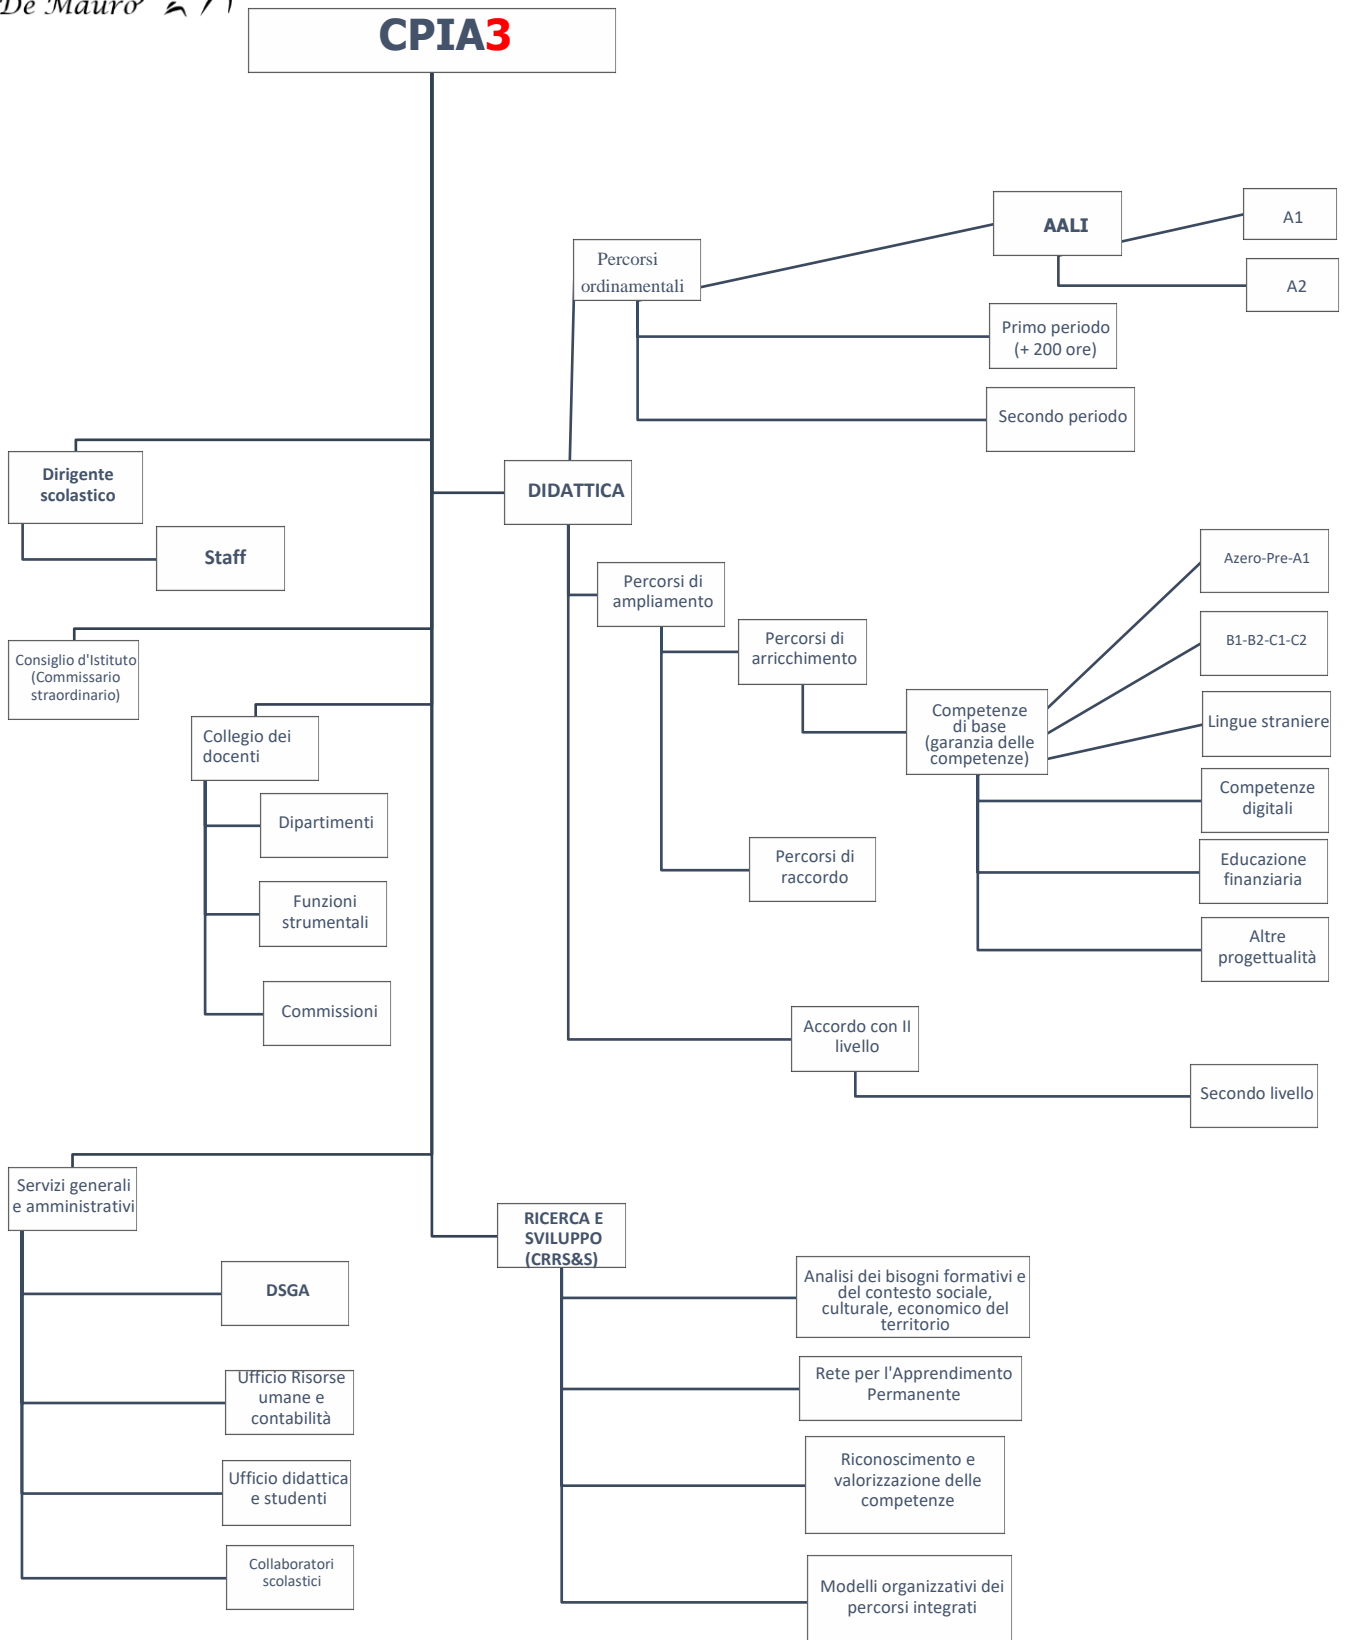 De Mauro
CPIA3
AALI
A1
A2
Percorsi
ordinamentali
Primo periodo
(+ 200 ore)
Secondo periodo
Dirigente
scolastico
Staff
DIDATTICA
Consiglio d'Istituto
(Commissario
straordinario)
Collegio dei
docenti
Dipartimenti
Funzioni
strumentali
Commissioni
Percorsi di
ampliamento
Percorsi di
arricchimento
Competenze
di base
(garanzia delle
competenze)
Azero-Pre-A1
B1-B2-C1-C2
Lingue straniere
Competenze
digitali
Educazione
finanziaria
Altre
progettualità
Percorsi di
raccordo
Accordo con II
livello
Secondo livello
Servizi generali
e amministrativi
DSGA
Ufficio Risorse
umane e
contabilità
Ufficio didattica
e studenti
Collaboratori
scolastici
RICERCA E
SVILUPPO
(CRRS&S)
Analisi dei bisogni formativi e
del contesto sociale,
culturale, economico del
territorio
Rete per l'Apprendimento
Permanente
Riconoscimento e
valorizzazione delle
competenze
Modelli organizzativi dei
percorsi integrati